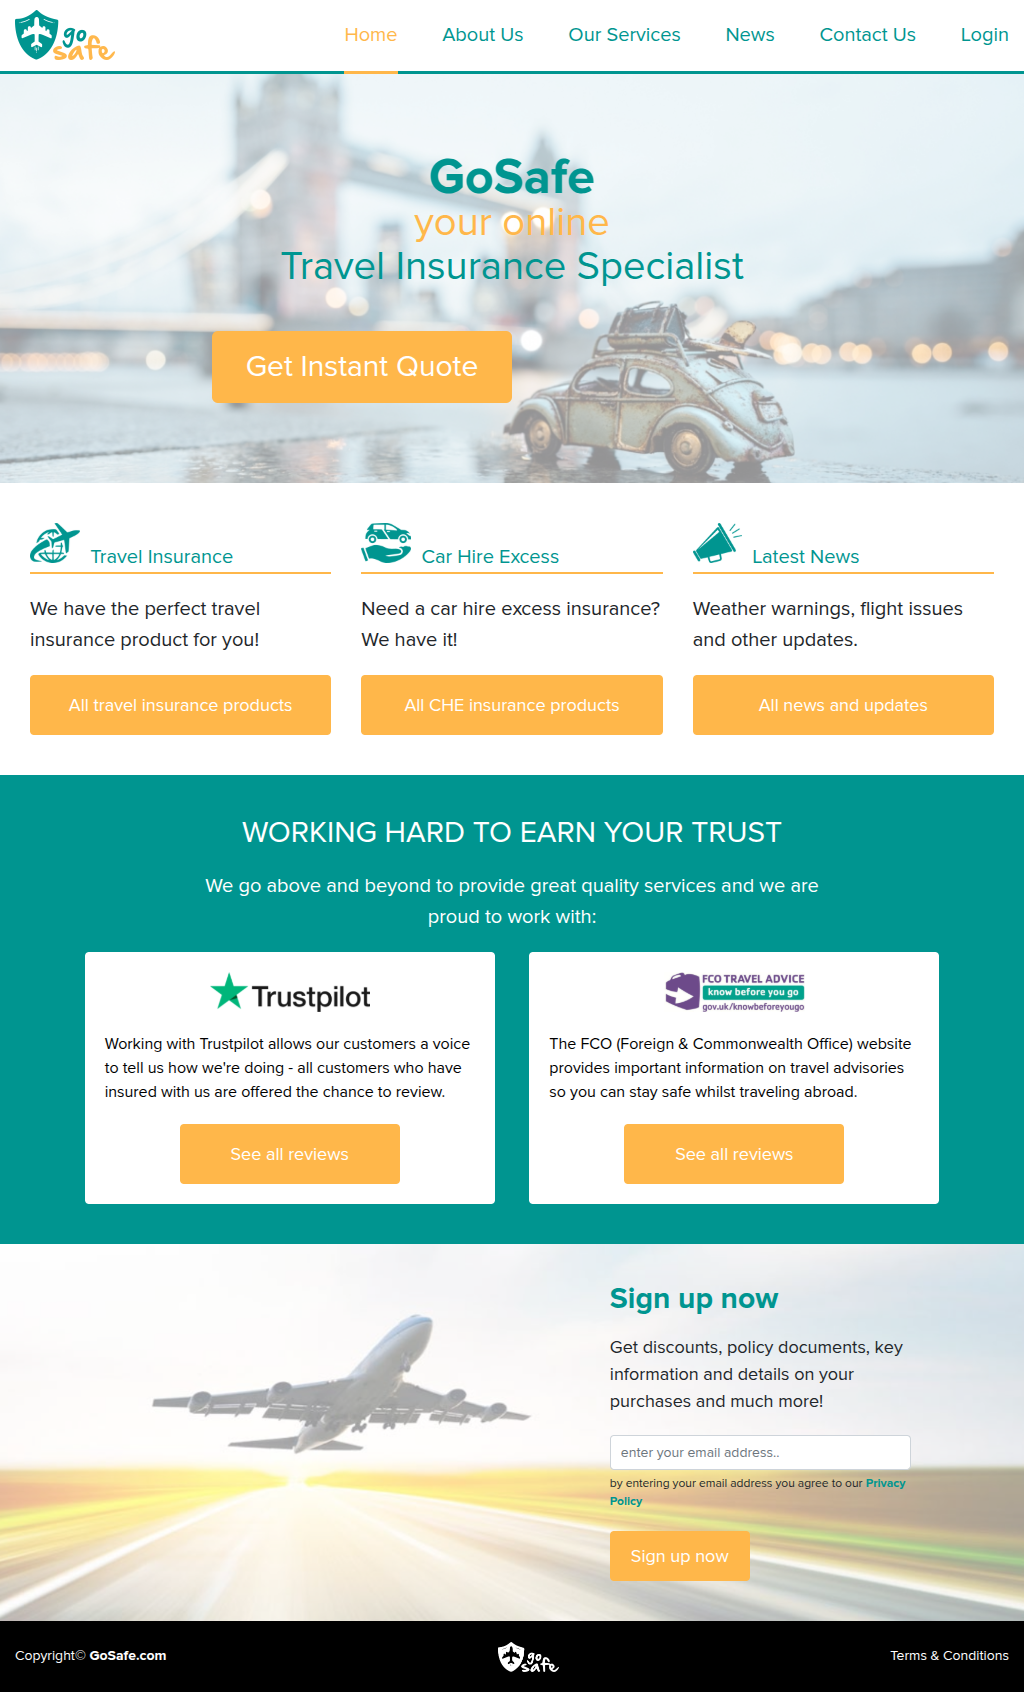 go
safe
Home
About Us
Our Services
News
Contact Us
Login
GoSafe
your online
Travel Insurance Specialist
Get Instant Quote
Travel Insurance
We have the perfect travel
insurance product for you!
All travel insurance products
Car Hire Excess
Need a car hire excess insurance?
We have it!
All CHE insurance products
Latest News
Weather warnings, flight issues
and other updates.
All news and updates
WORKING HARD TO EARN YOUR TRUST
We go above and beyond to provide great quality services and we are
proud to work with:
Trustpilot
Working with Trustpilot allows our customers a voice
to tell us how we're doing - all customers who have
insured with us are offered the chance to review.
See all reviews
FCO TRAVEL ADVICE
know before you go
gov.uk/knowbeforeyougo
The FCO (Foreign & Commonwealth Office) website
provides important information on travel advisories
so you can stay safe whilst traveling abroad.
See all reviews
Sign up now
Get discounts, policy documents, key
information and details on your
purchases and much more!
enter your email address..
by entering your email address you agree to our Privacy
Policy
Sign up now
Copyright© GoSafe.com
go
safe
Terms & Conditions